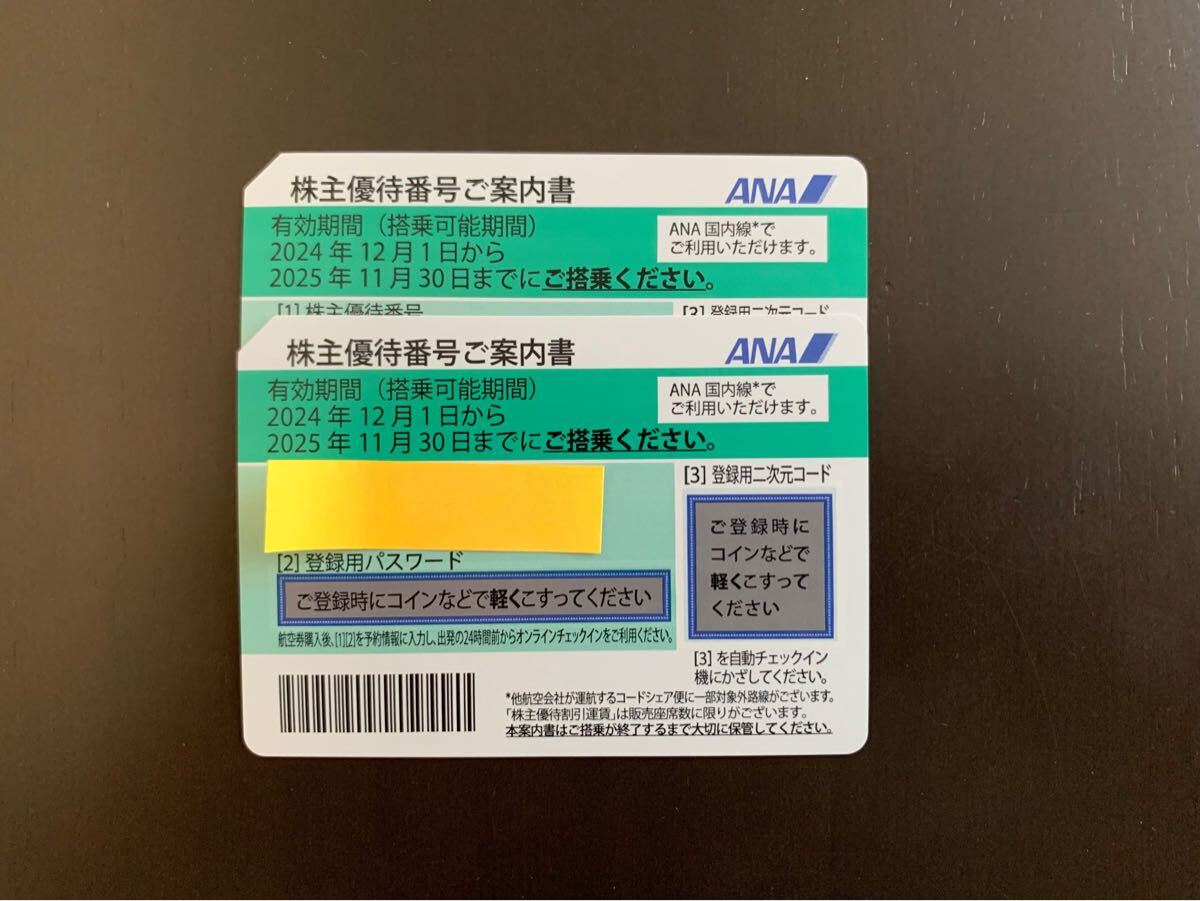 株主優待番号ご案内書
ANA
有効期間（搭乗可能期間）
2024年12月1日から
2025年11月30日までにご搭乗ください。
ANA国内線*で
ご利用いただけます。
[1] 株主優待番号
[3] 登録用二次元コード
株主優待番号ご案内書
ANA
有効期間（搭乗可能期間）
2024年12月1日から
2025年11月30日までにご搭乗ください。
ANA国内線*で
ご利用いただけます。
[2] 登録用パスワード
ご登録時にコインなどで軽くこすってください
航空券購入後、[1][2]を予約情報に入力し、出発の24時間前からオンラインチェックインをご利用ください。
[3] 登録用二次元コード
ご登録時に
コインなどで
軽くこすって
ください
[3] を自動チェックイン
機にかざしてください。
*他航空会社が運航するコードシェア便に一部対象外路線がございます。
「株主優待割引運賃」は販売座席数に限りがございます。
本案内書はご搭乗が終了するまで大切に保管してください。